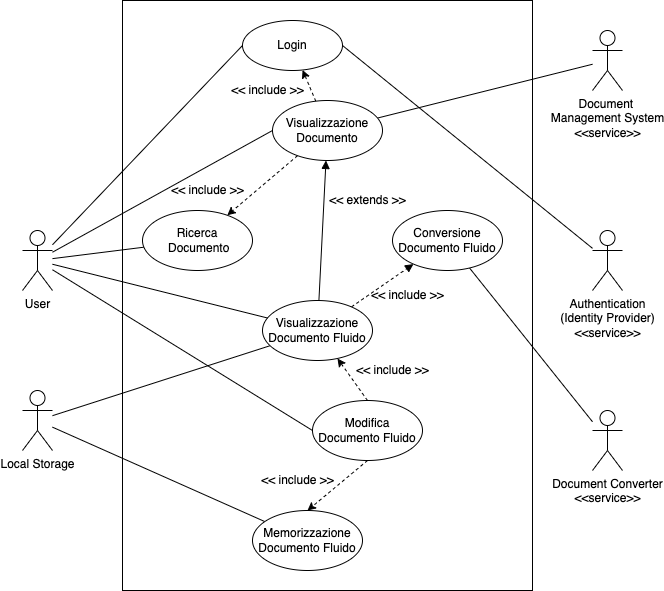 Login
<< include >>
Visualizzazione
Documento
Document
Management System
<<service>>
<< include >>
<< extends >>
Ricerca
Documento
Conversione
Documento Fluido
User
Authentication
(Identity Provider)
<<service>>
<< include >>
Visualizzazione
Documento Fluido
<< include >>
Modifica
Documento Fluido
Local Storage
<< include >>
Document Converter
<<service>>
Memorizzazione
Documento Fluido